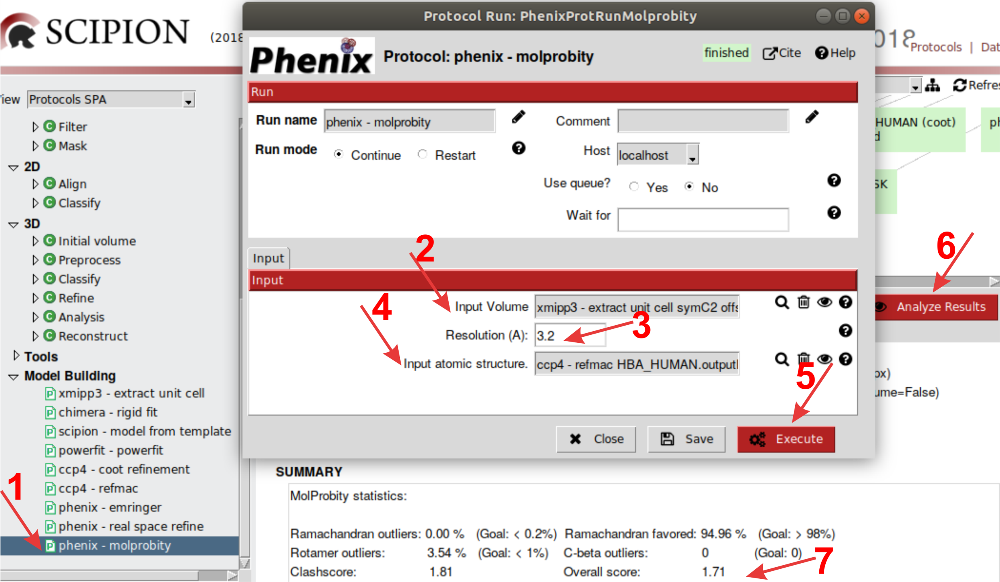 SCIPION
(2018
Protocol Run: PhenixProtRunMolprobity
018
Protocols | Dat
Phenix
Protocol: phenix - molprobity
finished
Cite
Help
Run
Refres
iew
Protocols SPA
Run name
phenix - molprobity
Comment
Run mode
Continue
Restart
Host
localhost
Use queue?
Yes
No
Wait for
HUMAN (coot)
d
ph
SK
Filter
Mask
2D
Align
Classify
3D
Initial volume
Preprocess
Classify
Refine
Analysis
Reconstruct
Tools
Model Building
xmipp3 - extract unit cell
chimera - rigid fit
scipion - model from template
powerfit - powerfit
ccp4 - coot refinement
ccp4 - refmac
phenix - emringer
phenix - real space refine
phenix - molprobity
1
2
Input
Input
4
Input Volume
xmipp3 - extract unit cell symC2 offs
3
Resolution (A):
3.2
Input atomic structure.
ccp4 - refmac HBA_HUMAN.outputl
5
6
Analyze Results
ox)
ume=False)
Close
Save
Execute
SUMMARY
MolProbity statistics:
Ramachandran outliers: 0.00 % (Goal: < 0.2%) Ramachandran favored: 94.96 % (Goal: > 98%)
Rotamer outliers: 3.54 % (Goal: < 1%) C-beta outliers: 0 (Goal: 0)
Clashscore: 1.81 Overall score: 1.71
7